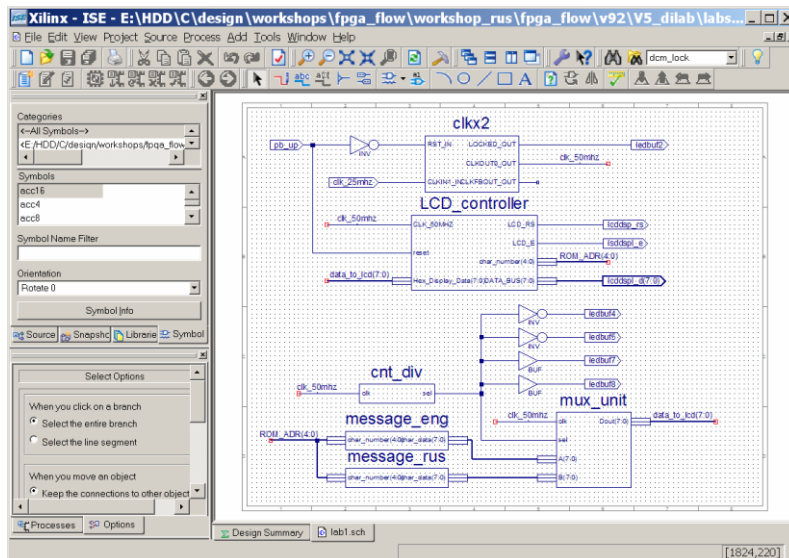 Xilinx - ISE - E:\HDD\C\design\workshops\fpga_flow\workshop_rus\fpga_flow\v92\V5_dilab\labs...
File Edit View Project Source Process Add Tools Window Help
dcm_lock
Categories
<--All Symbols-->
<E:/HDD/C/design/workshops/fpga_flow
Symbols
acc16
acc4
acc8
Symbol Name Filter
Orientation
Rotate 0
Symbol Info
Source
Snapshc
Librarie
Symbol
Select Options
When you click on a branch
Select the entire branch
Select the line segment
When you move an object
Keep the connections to other object
Processes
Options
clkx2
pb_up
INV
RST_IN LOCKED_OUT
ledbuf2
CLKOUT0_OUT
clk_50mhz
clk_25mhz
CLKIN1_IN CLKFBOUT_OUT
LCD_controller
clk_50mhz
CLK_50MHZ LCD_RS
lcddsp_rs
LCD_E
lsddspl_e
reset
char_number(4:0)
ROM_ADR(4:0)
data_to_lcd(7:0)
Hex_Display_Data(7:0) DATA_BUS(7:0)
lcddspl_d(7:0)
INV
ledbuf4
INV
ledbuf5
BUF
ledbuf7
BUF
ledbuf8
cnt_div
clk_50mhz
clk sel
mux_unit
clk_50mhz
clk Dout(7:0)
data_to_lcd(7:0)
sel
A(7:0)
B(7:0)
message_eng
ROM_ADR(4:0)
char_number(4:0) char_data(7:0)
message_rus
char_number(4:0) char_data(7:0)
Design Summary
lab1.sch
[1824,220]